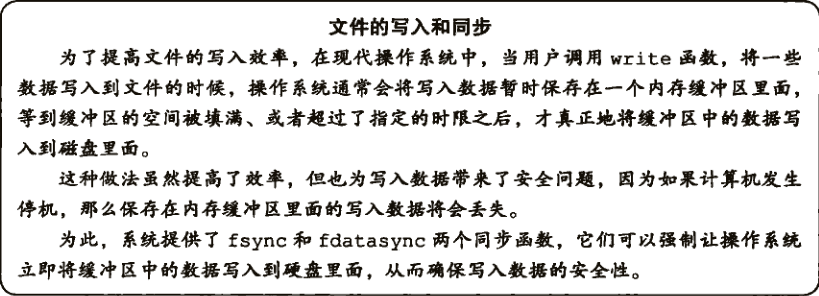 文件的写入和同步
为了提高文件的写入效率，在现代操作系统中，当用户调用 write 函数，将一些
数据写入到文件的时候，操作系统通常会将写入数据暂时保存在一个内存缓冲区里面，
等到缓冲区的空间被填满、或者超过了指定的时限之后，才真正地将缓冲区中的数据写
入到磁盘里面。
这种做法虽然提高了效率，但也为写入数据带来了安全问题，因为如果计算机发生
停机，那么保存在内存缓冲区里面的写入数据将会丢失。
为此，系统提供了 fsync 和 fdatasync 两个同步函数，它们可以强制让操作系统
立即将缓冲区中的数据写入到硬盘里面，从而确保写入数据的安全性。